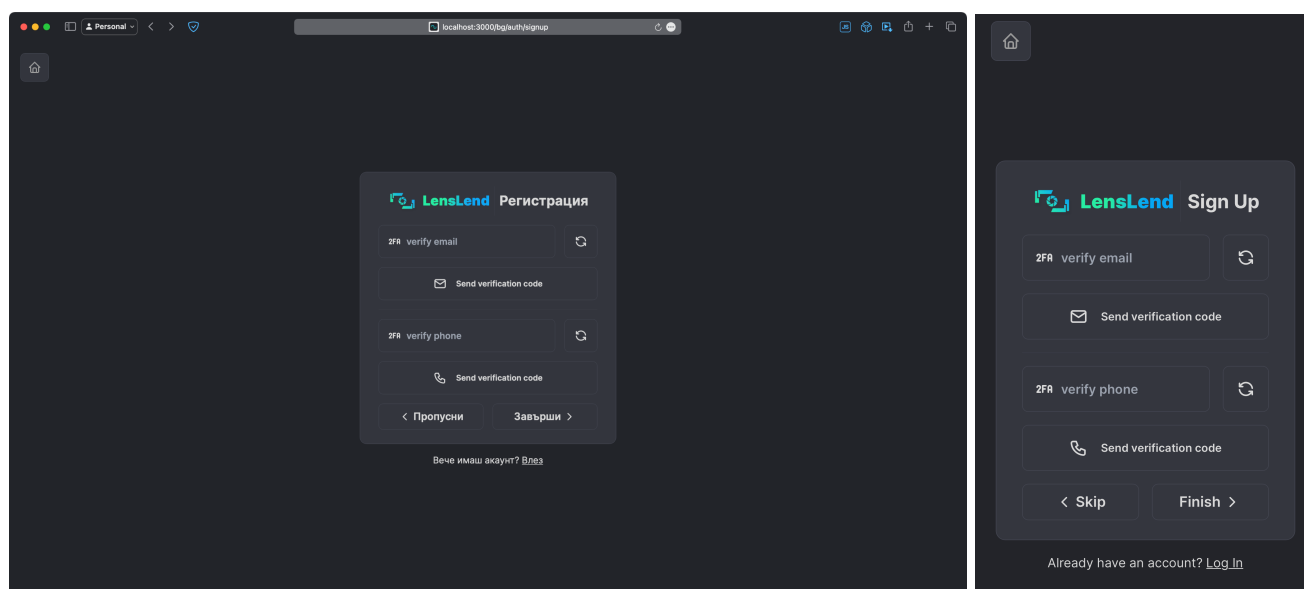 Personal
localhost:3000/bg/auth/signup
JS
LensLend Регистрация
2FA verify email
Send verification code
2FA verify phone
Send verification code
< Пропусни
Завърши >
Вече имаш акаунт? Влез
LensLend Sign Up
2FA verify email
Send verification code
2FA verify phone
Send verification code
< Skip
Finish >
Already have an account? Log In